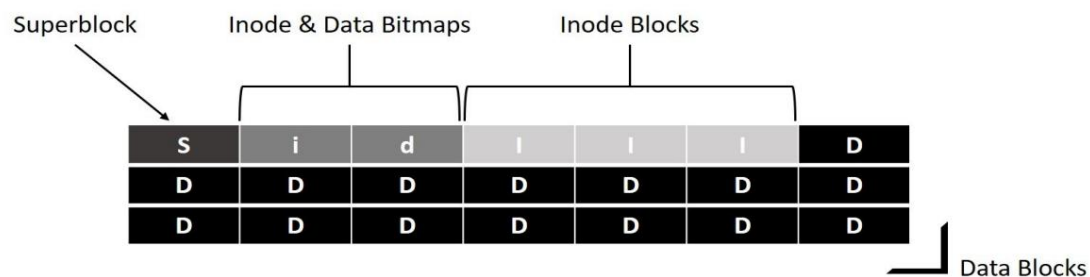 Superblock Inode & Data Bitmaps Inode Blocks
S i d I I I D
D D D D D D D
D D D D D D D
Data Blocks